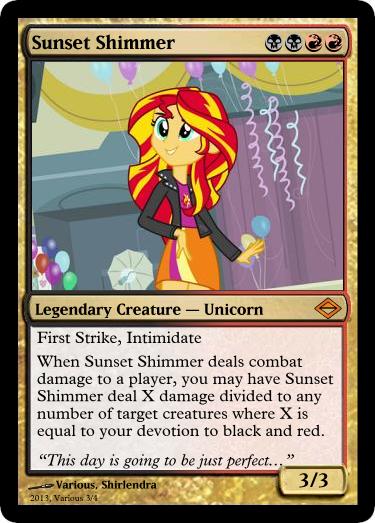 Sunset Shimmer
Legendary Creature — Unicorn
First Strike, Intimidate
When Sunset Shimmer deals combat
damage to a player, you may have Sunset
Shimmer deal X damage divided to any
number of target creatures where X is
equal to your devotion to black and red.
“This day is going to be just perfect…”
3/3
Various, Shirlendra
2013, Various 3/4